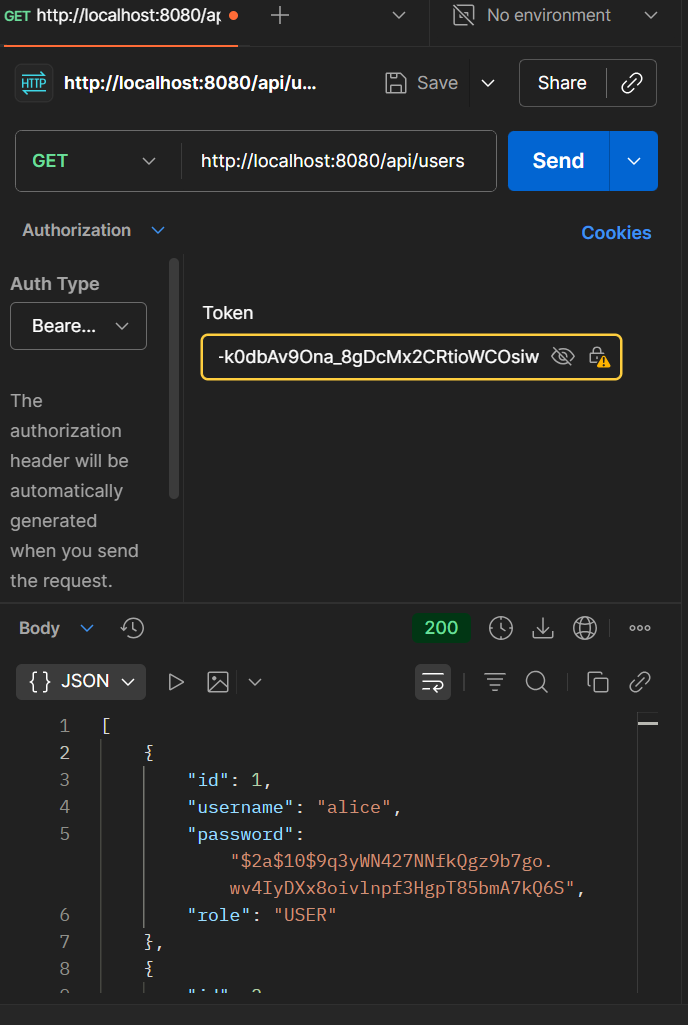 GET http://localhost:8080/ap
No environment
HTTP http://localhost:8080/api/u... Save Share
GET http://localhost:8080/api/users Send
Authorization Cookies
Auth Type
Beare...
The
authorization
header will be
automatically
generated
when you send
the request.
Token
-k0dbAv9Ona_8gDcMx2CRtioWCOsiw
Body 200
{} JSON
1 [
2 {
3 "id": 1,
4 "username": "alice",
5 "password":
"$2a$10$9q3yWN427NNfkQgz9b7go.
wv4IyDXx8oivlnpf3HgpT85bmA7kQ6S",
6 "role": "USER"
7 },
8 {